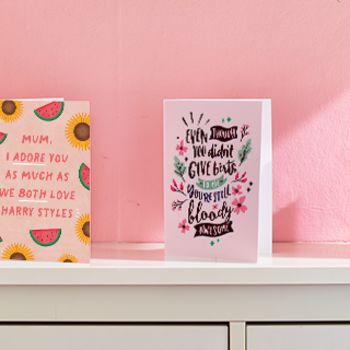 MUM,
I ADORE YOU
AS MUCH AS
WE BOTH LOVE
HARRY STYLES
EVEN THOUGH
YOU didn't
GIVE birth
TO ME
YOU'RE STILL
bloody
AWESOME